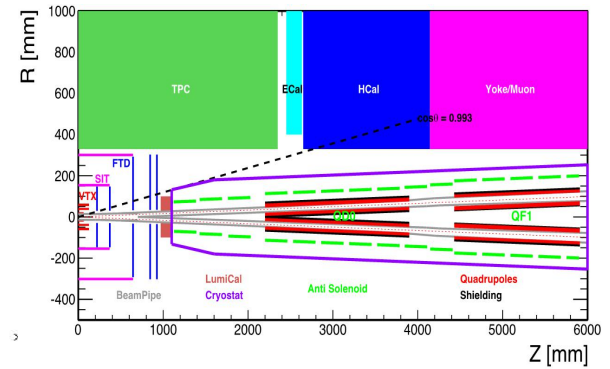 R [mm]
1000
800
600
400
200
0
-200
-400
TPC
ECal
HCal
Yoke/Muon
cosθ = 0.993
FTD
SIT
VTX
QD0
QF1
LumiCal
Quadrupoles
BeamPipe
Cryostat
Anti Solenoid
Shielding
0
1000
2000
3000
4000
5000
6000
Z [mm]